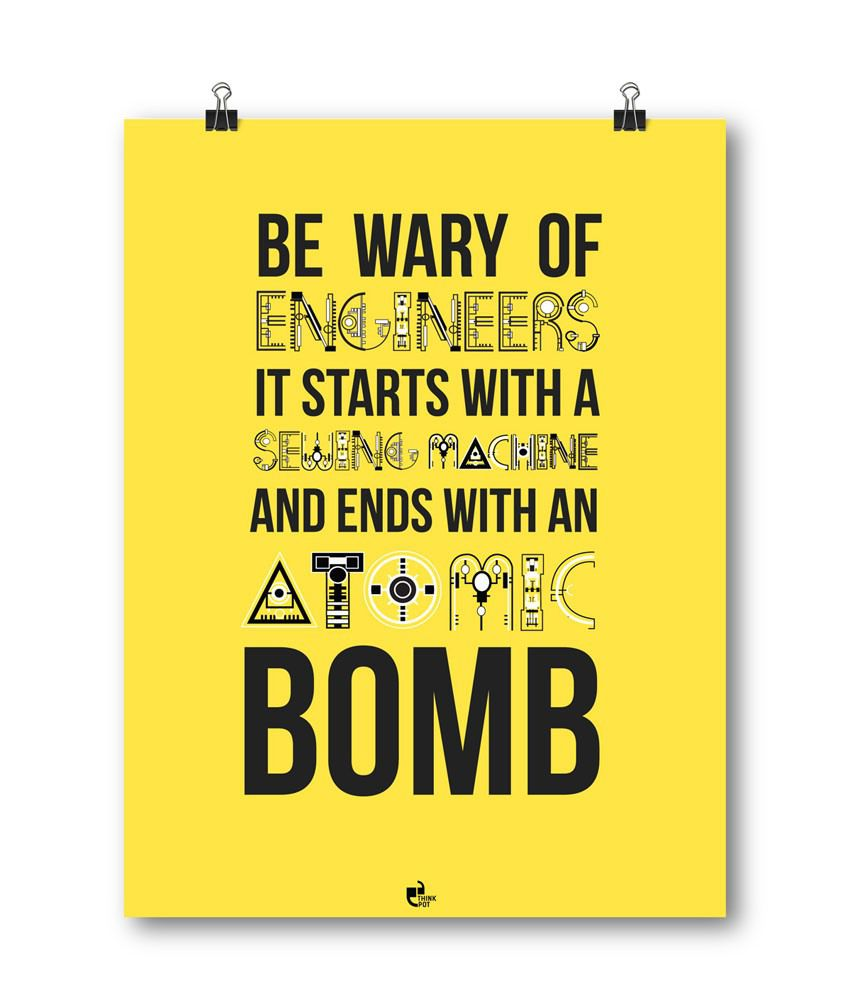 BE WARY OF
ENGINEERS
IT STARTS WITH A
SEWING MACHINE
AND ENDS WITH AN
ATOMIC
BOMB
THINK
POT